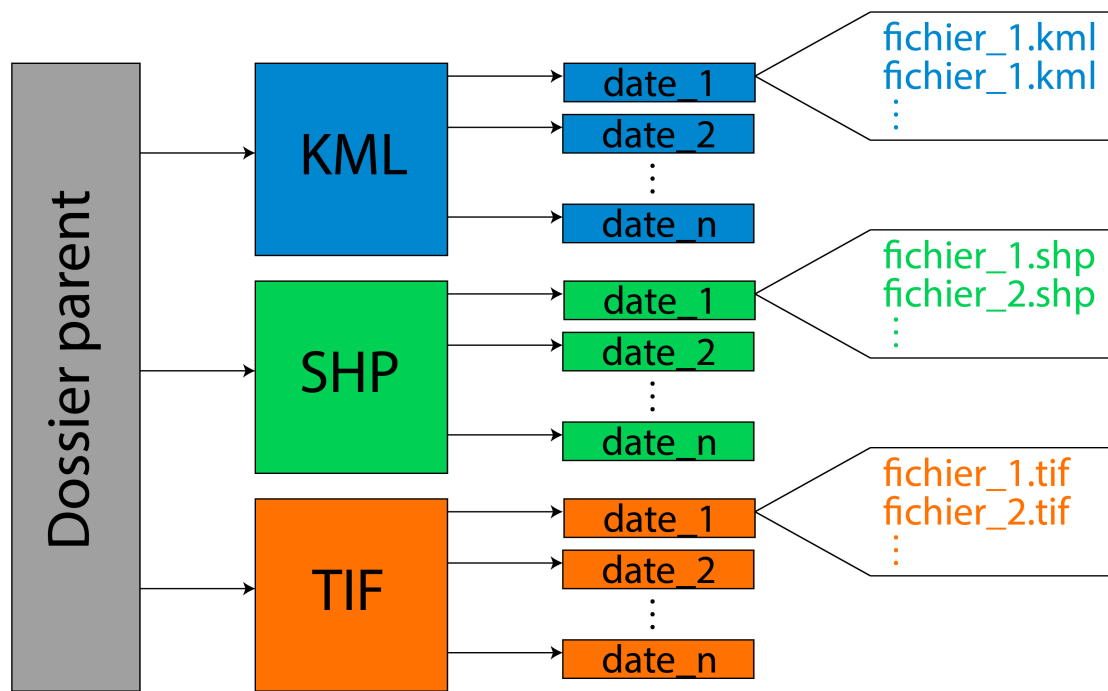 Dossier parent
KML
date_1
date_2
⋮
date_n
fichier_1.kml
fichier_1.kml
⋮
SHP
date_1
date_2
⋮
date_n
fichier_1.shp
fichier_2.shp
⋮
TIF
date_1
date_2
⋮
date_n
fichier_1.tif
fichier_2.tif
⋮